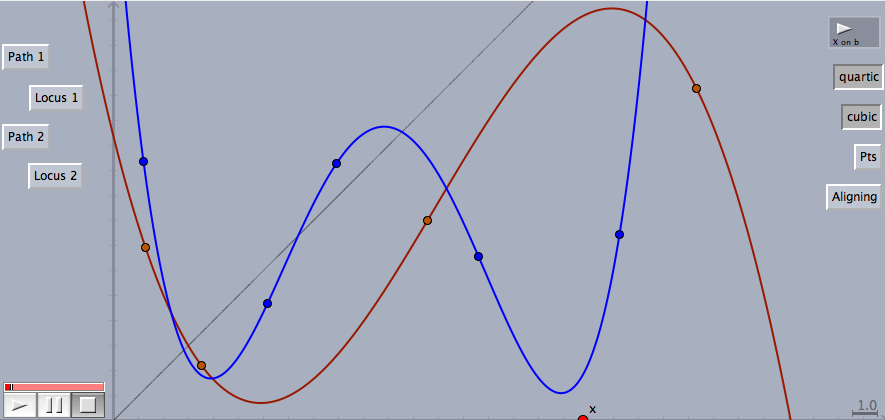 Path 1
Locus 1
Path 2
Locus 2
X on b
quartic
cubic
Pts
Aligning
x
1.0